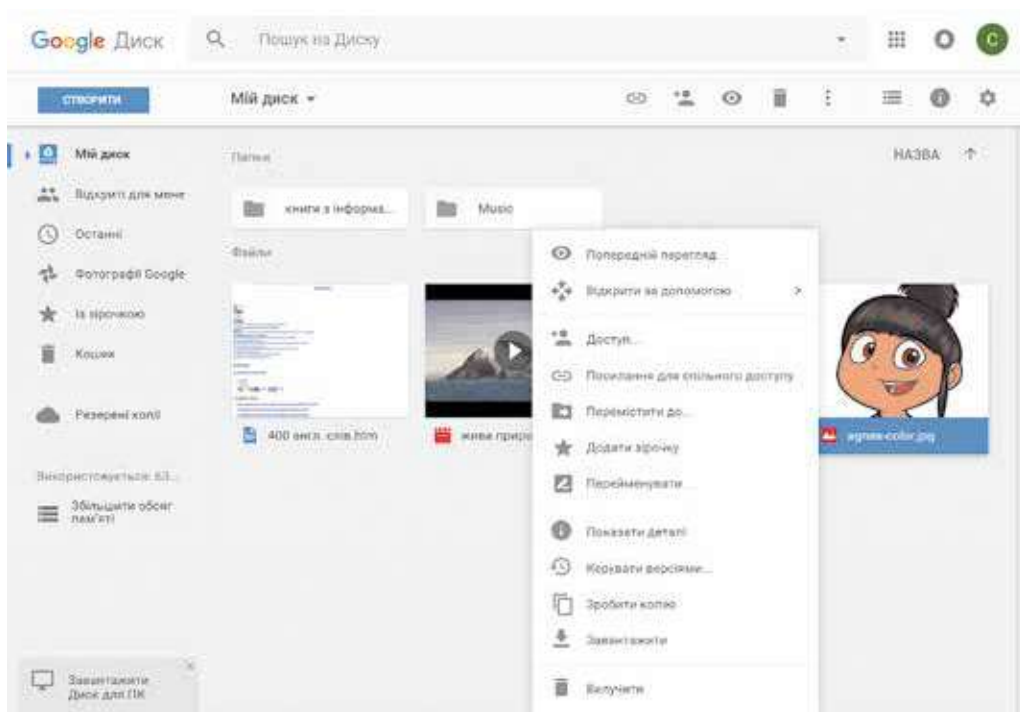 Google Диск
Пошук на Диску
C
СТВОРИТИ
Мій диск
Мій диск
Відкриті для мене
Останні
Фотографії Google
Із зірочкою
Кошик
Резервні копії
Використовується: 63...
Збільшити обсяг
пам'яті
Завантажити
Диск для ПК
Папки
НАЗВА
книги з інформа...
Music
Файли
400 англ. слів.htm
жива приро
agnes-color.jpg
Попередній перегляд
Відкрити за допомогою
Доступ...
Посилання для спільного доступу
Перемістити до...
Додати зірочку
Перейменувати...
Показати деталі
Керувати версіями...
Зробити копію
Завантажити
Вилучити